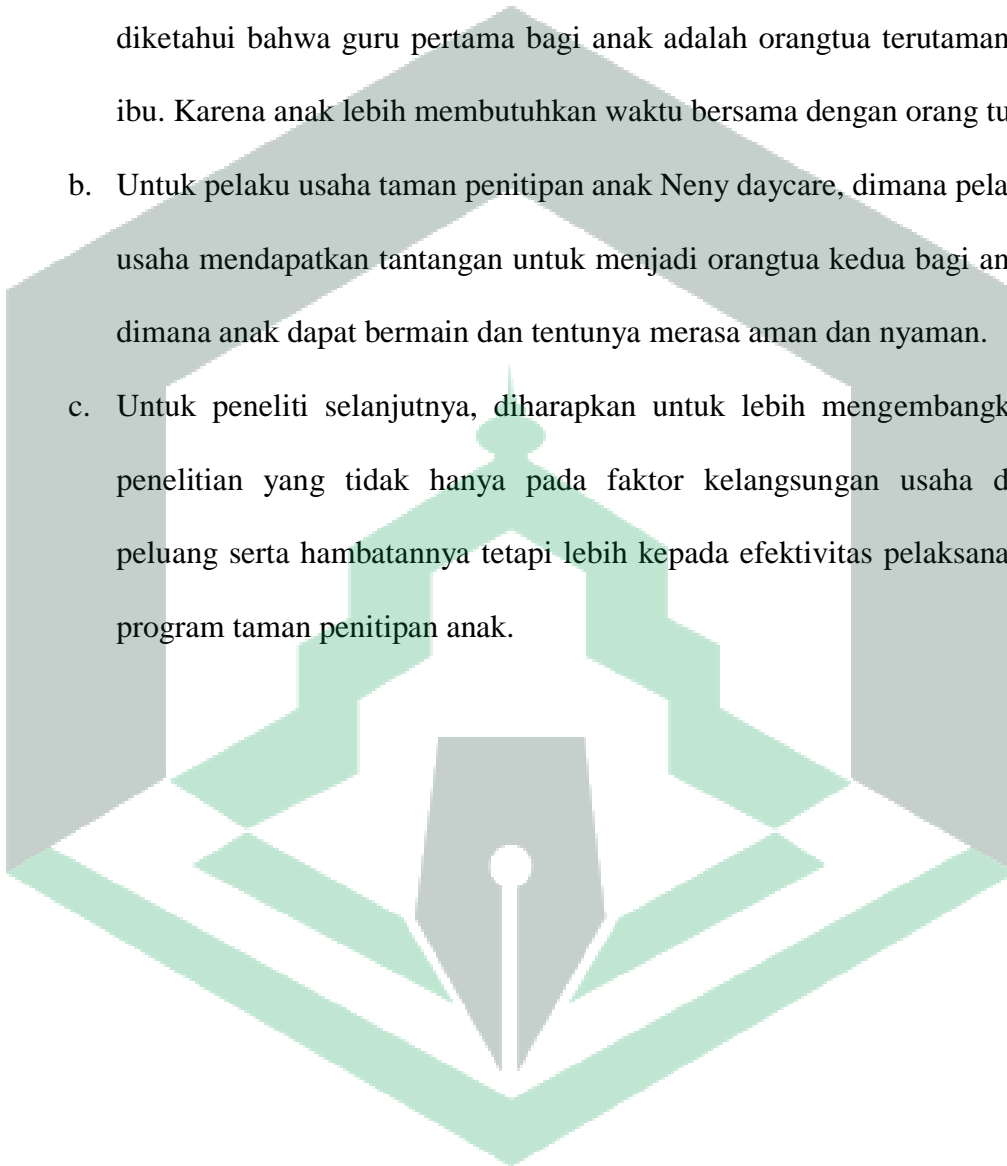 diketahui bahwa guru pertama bagi anak adalah orangtua terutaman
ibu. Karena anak lebih membutuhkan waktu bersama dengan orang tu
b. Untuk pelaku usaha taman penitipan anak Neny daycare, dimana pela
usaha mendapatkan tantangan untuk menjadi orangtua kedua bagi an
dimana anak dapat bermain dan tentunya merasa aman dan nyaman.
c. Untuk peneliti selanjutnya, diharapkan untuk lebih mengembangk
penelitian yang tidak hanya pada faktor kelangsungan usaha d
peluang serta hambatannya tetapi lebih kepada efektivitas pelaksana
program taman penitipan anak.